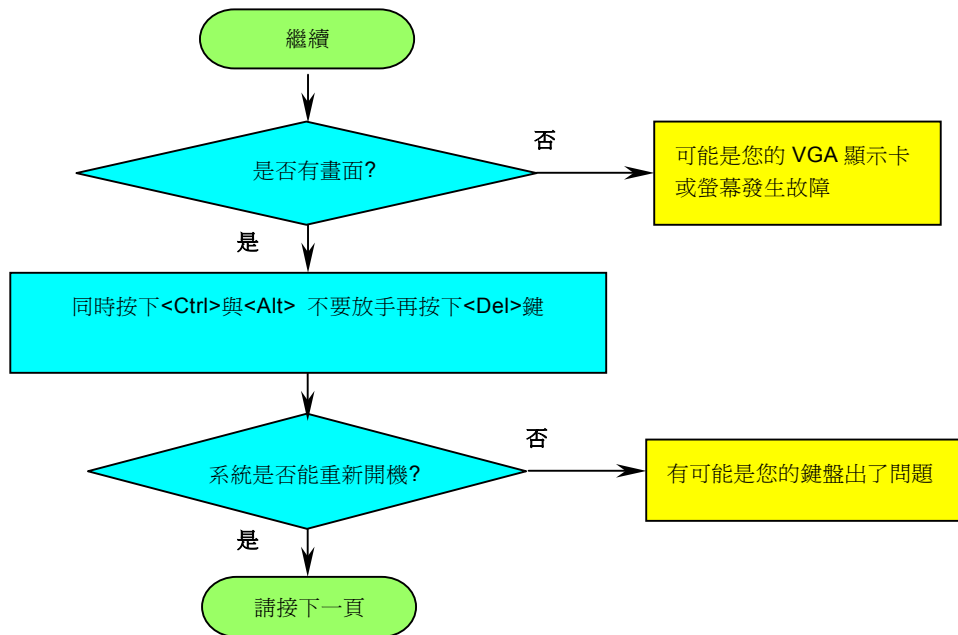 繼續
是否有畫面?
否
可能是您的 VGA 顯示卡
或螢幕發生故障
是
同時按下<Ctrl>與<Alt> 不要放手再按下<Del>鍵
系統是否能重新開機?
否
有可能是您的鍵盤出了問題
是
請接下一頁